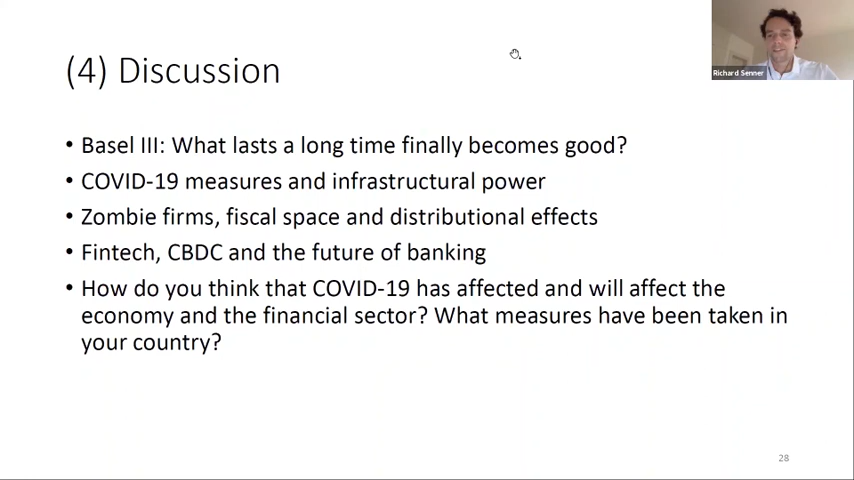 Richard Senner
(4) Discussion
• Basel III: What lasts a long time finally becomes good?
• COVID-19 measures and infrastructural power
• Zombie firms, fiscal space and distributional effects
• Fintech, CBDC and the future of banking
• How do you think that COVID-19 has affected and will affect the
economy and the financial sector? What measures have been taken in
your country?
28